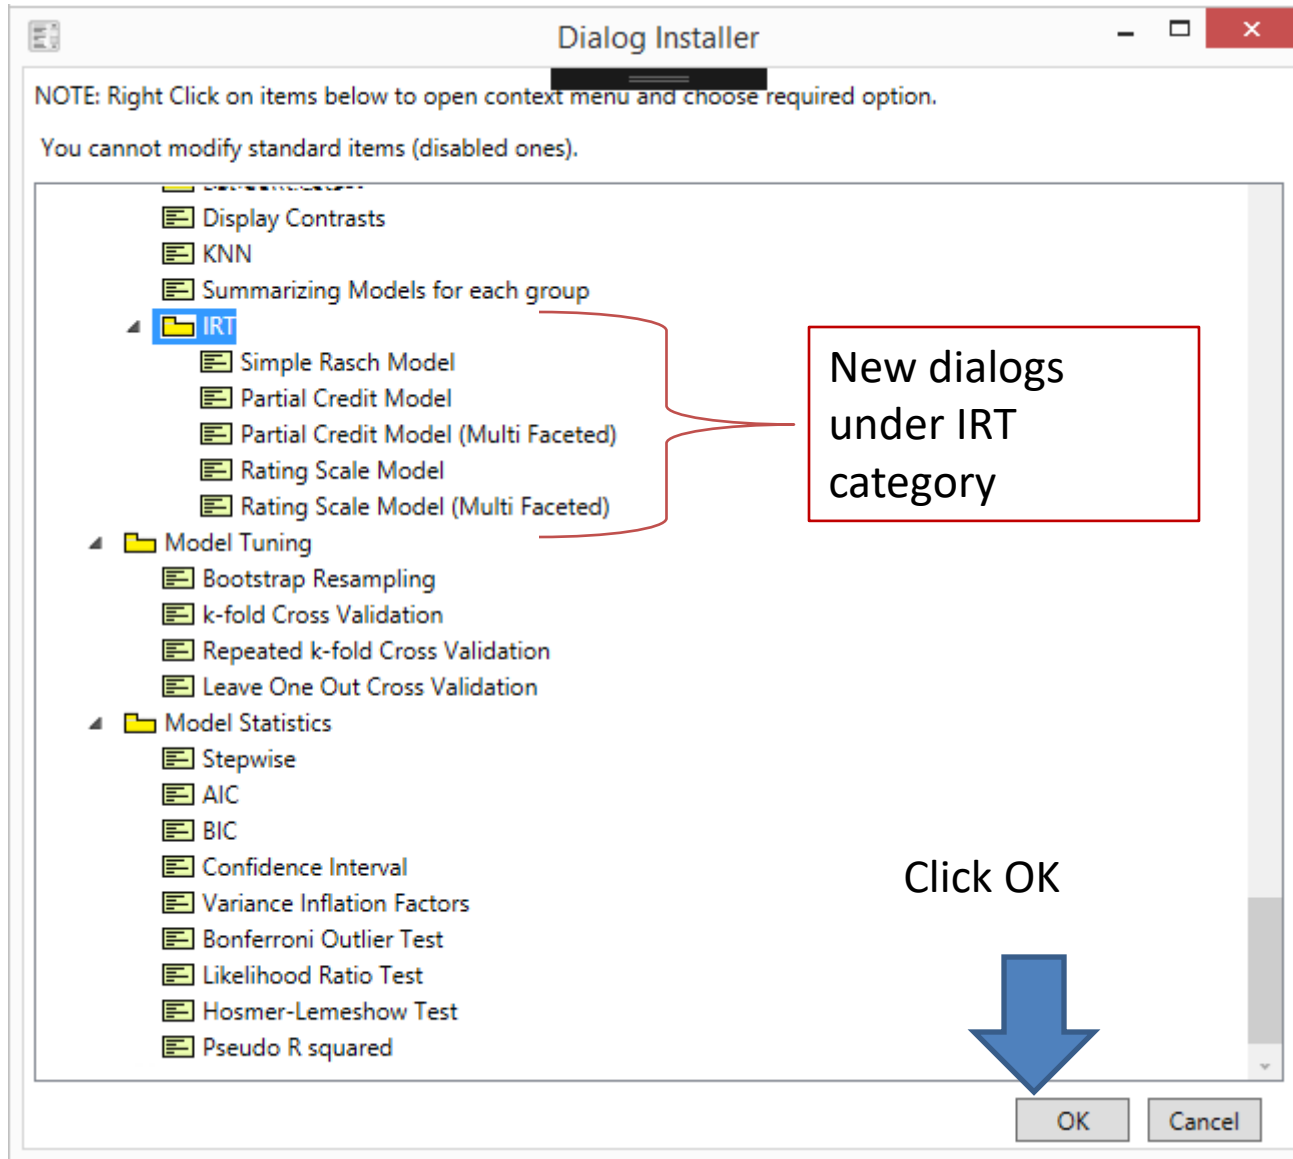 Dialog Installer
NOTE: Right Click on items below to open context menu and choose required option.
You cannot modify standard items (disabled ones).
Display Contrasts
KNN
Summarizing Models for each group
IRT
Simple Rasch Model
Partial Credit Model
Partial Credit Model (Multi Faceted)
Rating Scale Model
Rating Scale Model (Multi Faceted)
New dialogs
under IRT
category
Model Tuning
Bootstrap Resampling
k-fold Cross Validation
Repeated k-fold Cross Validation
Leave One Out Cross Validation
Model Statistics
Stepwise
AIC
BIC
Confidence Interval
Variance Inflation Factors
Bonferroni Outlier Test
Likelihood Ratio Test
Hosmer-Lemeshow Test
Pseudo R squared
Click OK
OK
Cancel